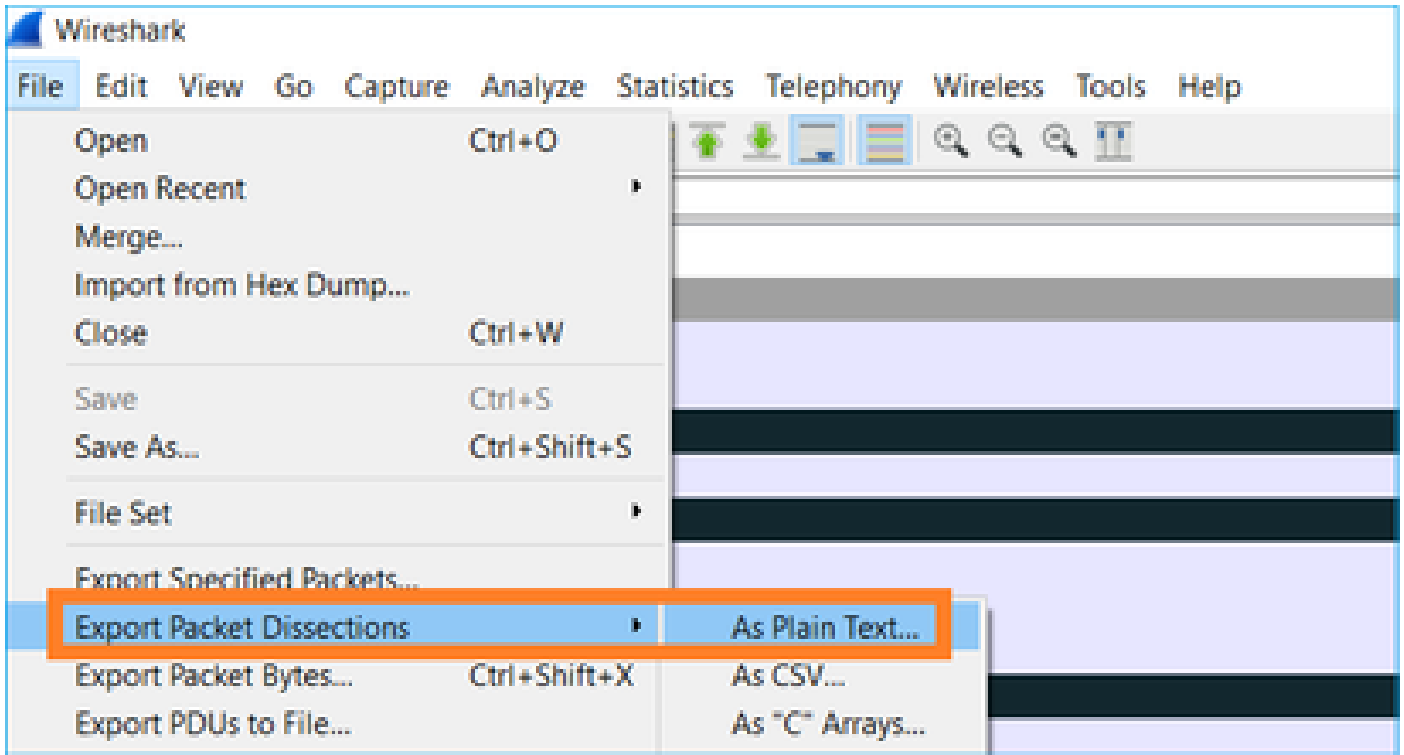 Wireshark
File Edit View Go Capture Analyze Statistics Telephony Wireless Tools Help
Open Ctrl+O
Open Recent
Merge...
Import from Hex Dump...
Close Ctrl+W
Save Ctrl+S
Save As... Ctrl+Shift+S
File Set
Export Specified Packets...
Export Packet Dissections As Plain Text...
Export Packet Bytes... Ctrl+Shift+X As CSV...
Export PDUs to File... As "C" Arrays...